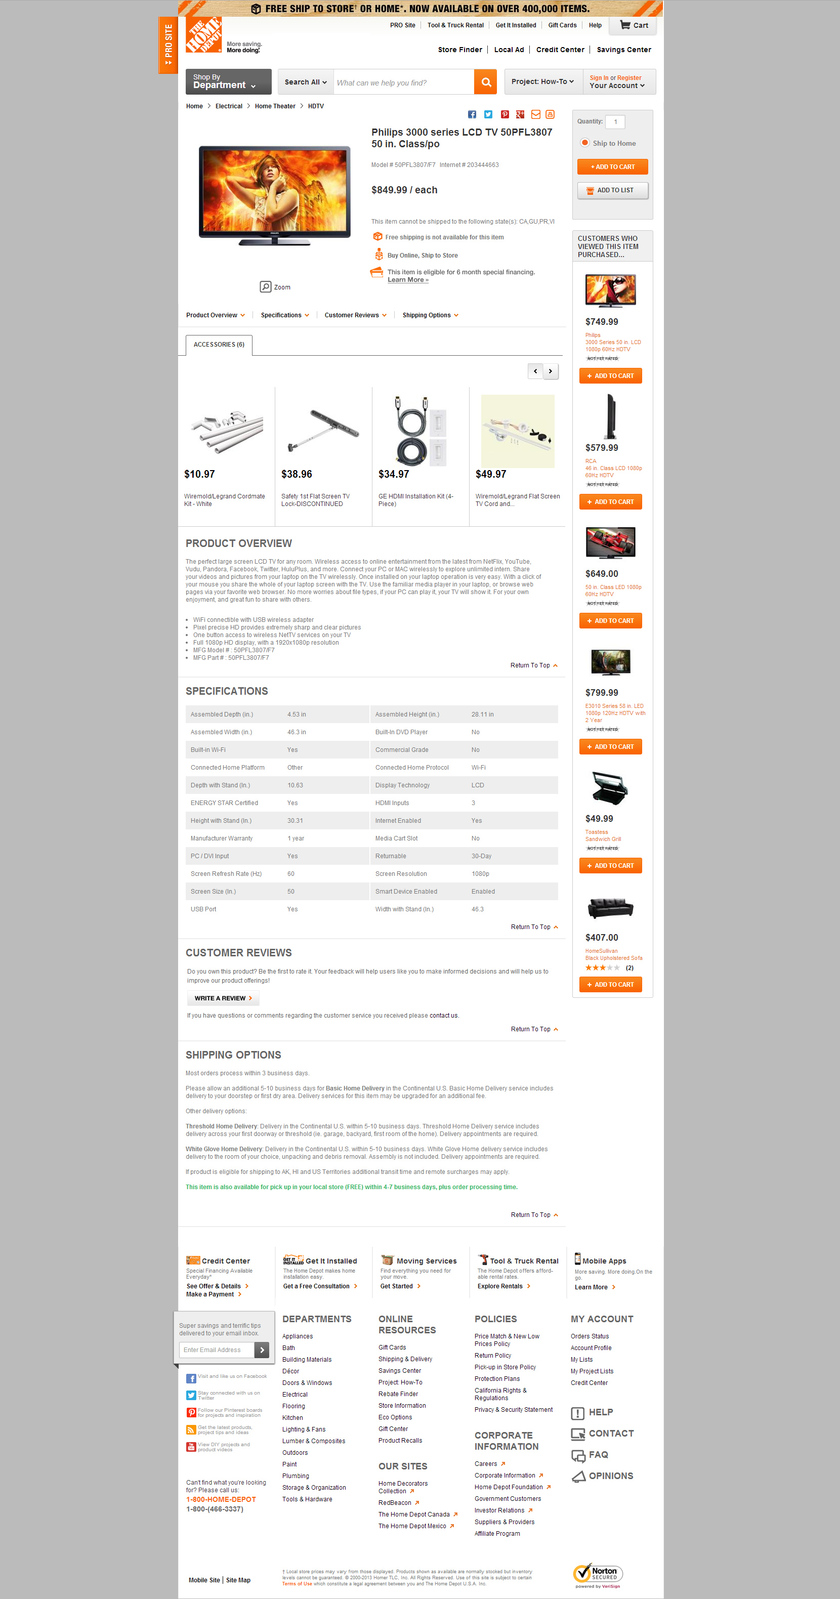 FREE SHIP TO STORE† OR HOME*. NOW AVAILABLE ON OVER 400,000 ITEMS.
PRO SITE
PRO Site | Tool & Truck Rental | Get It Installed | Gift Cards | Help
Cart
THE HOME DEPOT
More saving.
More doing.
Store Finder | Local Ad | Credit Center | Savings Center
Shop By
Department
Search All
What can we help you find?
Project: How-To
Sign In or Register
Your Account
Home > Electrical > Home Theater > HDTV
Philips 3000 series LCD TV 50PFL3807
50 in. Class/po
Model # 50PFL3807/F7 Internet # 203444663
$849.99 / each
This item cannot be shipped to the following state(s): CA,GU,PR,VI
Free shipping is not available for this item
Buy Online, Ship to Store
This item is eligible for 6 month special financing.
Learn More »
Zoom
Quantity: 1
Ship to Home
+ ADD TO CART
ADD TO LIST
Product Overview
Specifications
Customer Reviews
Shipping Options
ACCESSORIES (6)
$10.97
Wiremold/Legrand Cordmate
Kit - White
$38.96
Safety 1st Flat Screen TV
Lock-DISCONTINUED
$34.97
GE HDMI Installation Kit (4-
Piece)
$49.97
Wiremold/Legrand Flat Screen
TV Cord and...
CUSTOMERS WHO
VIEWED THIS ITEM
PURCHASED...
$749.99
Philips
3000 Series 50 in. LCD
1080p 60Hz HDTV
NOT YET RATED
+ ADD TO CART
$579.99
RCA
46 in. Class LCD 1080p
60Hz HDTV
NOT YET RATED
+ ADD TO CART
$649.00
50 in. Class LED 1080p
60Hz HDTV
NOT YET RATED
+ ADD TO CART
$799.99
E3010 Series 50 in. LED
1080p 120Hz HDTV with
2 Year
NOT YET RATED
+ ADD TO CART
$49.99
Toastess
Sandwich Grill
NOT YET RATED
+ ADD TO CART
$407.00
HomeSullivan
Black Upholstered Sofa
(2)
+ ADD TO CART
PRODUCT OVERVIEW
The perfect large screen LCD TV for any room. Wireless access to online entertainment from the latest from NetFlix, YouTube,
Vudu, Pandora, Facebook, Twitter, HuluPlus, and more. Connect your PC or MAC wirelessly to explore unlimited intem. Share
your videos and pictures from your laptop on the TV wirelessly. Once installed on your laptop operation is very easy. With a click of
your mouse you share the whole of your laptop screen with the TV. Use the familiar media player in your laptop, or browse web
pages via your favorite web browser. No more worries about file types, if your PC can play it, your TV will show it. For your own
enjoyment, and great fun to share with others.
• WiFi connectible with USB wireless adapter
• Pixel precise HD provides extremely sharp and clear pictures
• One button access to wireless NetTV services on your TV
• Full 1080p HD display, with a 1920x1080p resolution
• MFG Model # : 50PFL3807/F7
• MFG Part # : 50PFL3807/F7
Return To Top
SPECIFICATIONS
Assembled Depth (in.) 4.53 in Assembled Height (in.) 28.11 in
Assembled Width (in.) 46.3 in Built-in DVD Player No
Built-in Wi-Fi Yes Commercial Grade No
Connected Home Platform Other Connected Home Protocol Wi-Fi
Depth with Stand (In.) 10.63 Display Technology LCD
ENERGY STAR Certified Yes HDMI Inputs 3
Height with Stand (In.) 30.31 Internet Enabled Yes
Manufacturer Warranty 1 year Media Cart Slot No
PC / DVI Input Yes Returnable 30-Day
Screen Refresh Rate (Hz) 60 Screen Resolution 1080p
Screen Size (In.) 50 Smart Device Enabled Enabled
USB Port Yes Width with Stand (In.) 46.3
Return To Top
CUSTOMER REVIEWS
Do you own this product? Be the first to rate it. Your feedback will help users like you to make informed decisions and will help us to
improve our product offerings!
WRITE A REVIEW
If you have questions or comments regarding the customer service you received please contact us.
Return To Top
SHIPPING OPTIONS
Most orders process within 3 business days.
Please allow an additional 5-10 business days for Basic Home Delivery in the Continental U.S. Basic Home Delivery service includes
delivery to your doorstep or first dry area. Delivery services for this item may be upgraded for an additional fee.
Other delivery options:
Threshold Home Delivery: Delivery in the Continental U.S. within 5-10 business days. Threshold Home Delivery service includes
delivery across your first doorway or threshold (ie. garage, backyard, first room of the home). Delivery appointments are required.
White Glove Home Delivery: Delivery in the Continental U.S. within 5-10 business days. White Glove Home delivery service includes
delivery to the room of your choice, unpacking and debris removal. Assembly is not included. Delivery appointments are required.
If product is eligible for shipping to AK, HI and US Territories additional transit time and remote surcharges may apply.
This item is also available for pick up in your local store (FREE) within 4-7 business days, plus order processing time.
Return To Top
Credit Center
Special Financing Available
Everyday*
See Offer & Details
Make a Payment
Get It Installed
The Home Depot makes home
installation easy.
Get a Free Consultation
Moving Services
Find everything you need for
your move.
Get Started
Tool & Truck Rental
The Home Depot offers afford-
able rental rates.
Explore Rentals
Mobile Apps
More saving. More doing. On the
go.
Learn More
Super savings and terrific tips
delivered to your email inbox.
Enter Email Address
Visit and like us on Facebook
Stay connected with us on
Twitter
Follow our Pinterest boards
for projects and inspiration
Get the latest products,
project tips and ideas
View DIY projects and
product videos
Can't find what you're looking
for? Please call us:
1-800-HOME-DEPOT
1-800-(466-3337)
DEPARTMENTS
Appliances
Bath
Building Materials
Décor
Doors & Windows
Electrical
Flooring
Kitchen
Lighting & Fans
Lumber & Composites
Outdoors
Paint
Plumbing
Storage & Organization
Tools & Hardware
ONLINE
RESOURCES
Gift Cards
Shipping & Delivery
Savings Center
Project: How-To
Rebate Finder
Store Information
Eco Options
Gift Center
Product Recalls
OUR SITES
Home Decorators
Collection
RedBeacon
The Home Depot Canada
The Home Depot Mexico
POLICIES
Price Match & New Low
Prices Policy
Return Policy
Pick-up in Store Policy
Protection Plans
California Rights &
Regulations
Privacy & Security Statement
CORPORATE
INFORMATION
Careers
Corporate Information
Home Depot Foundation
Government Customers
Investor Relations
Suppliers & Providers
Affiliate Program
MY ACCOUNT
Orders Status
Account Profile
My Lists
My Project Lists
Credit Center
HELP
CONTACT
FAQ
OPINIONS
Mobile Site | Site Map
† Local store prices may vary from those displayed. Products shown as available are normally stocked but inventory
levels cannot be guaranteed. © 2000-2013 Homer TLC, Inc. All Rights Reserved. Use of this site is subject to certain
Terms of Use which constitute a legal agreement between you and The Home Depot U.S.A. Inc.
Norton
SECURED
powered by VeriSign